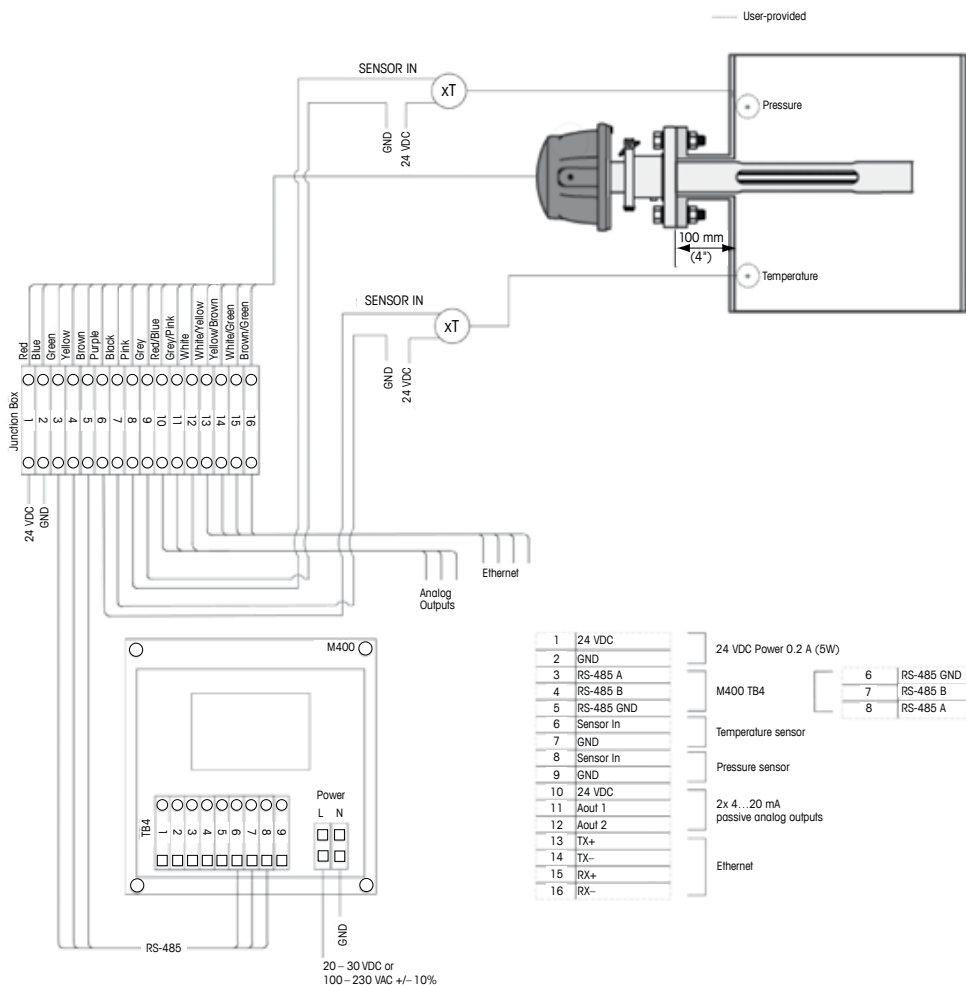 User-provided
SENSOR IN
xT
GND
24 VDC
Pressure
100 mm
(4")
Temperature
SENSOR IN
xT
GND
24 VDC
Red
Blue
Green
Yellow
Brown
Purple
Black
Pink
Grey
Red/Blue
Grey/Pink
White
White/Yellow
Yellow/Brown
White/Green
Brown/Green
Junction Box
1 2 3 4 5 6 7 8 9 10 11 12 13 14 15 16
24 VDC
GND
Analog
Outputs
Ethernet
M400
Power
L N
TB4
1 2 3 4 5 6 7 8 9
RS-485
GND
20 – 30 VDC or
100 – 230 VAC +/– 10%
1 24 VDC
2 GND
24 VDC Power 0.2 A (5W)
3 RS-485 A
4 RS-485 B
5 RS-485 GND
M400 TB4
6 RS-485 GND
7 RS-485 B
8 RS-485 A
6 Sensor In
7 GND
Temperature sensor
8 Sensor In
9 GND
Pressure sensor
10 24 VDC
11 Aout 1
12 Aout 2
2x 4…20 mA
passive analog outputs
13 TX+
14 TX–
15 RX+
16 RX–
Ethernet